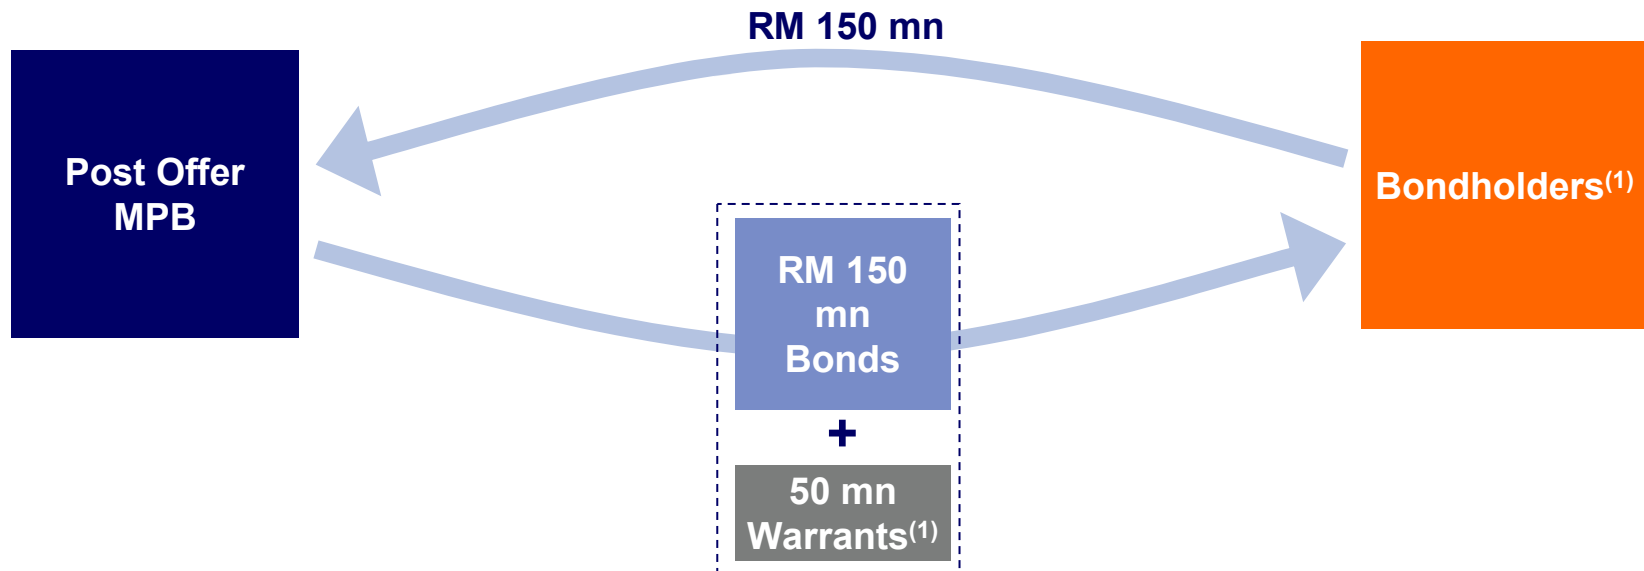 RM 150 mn
Post Offer
MPB
Bondholders(1)
RM 150
mn
Bonds
+
50 mn
Warrants(1)